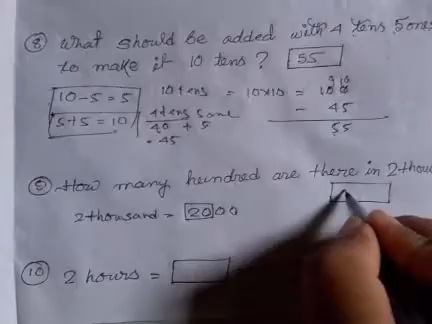 8 What should be added with 4 tens 5 ones
to make it 10 tens? 55
10 - 5 = 5
5 + 5 = 10
10 tens = 10×10 = 100
4 tens 5 one
40 + 5
= 45
- 45
55
9 How many hundred are there in 2 thou
2 thousand = 2000
10 2 hours =